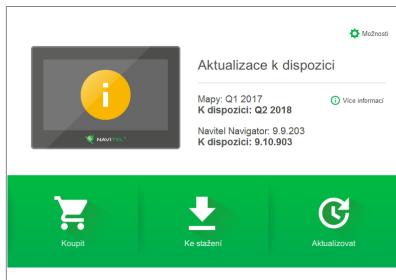 Možnosti
Aktualizace k dispozici
Mapy: Q1 2017
K dispozici: Q2 2018
Více informací
Navitel Navigator: 9.9.203
K dispozici: 9.10.903
NAVITEL
Koupit
Ke stažení
Aktualizovat